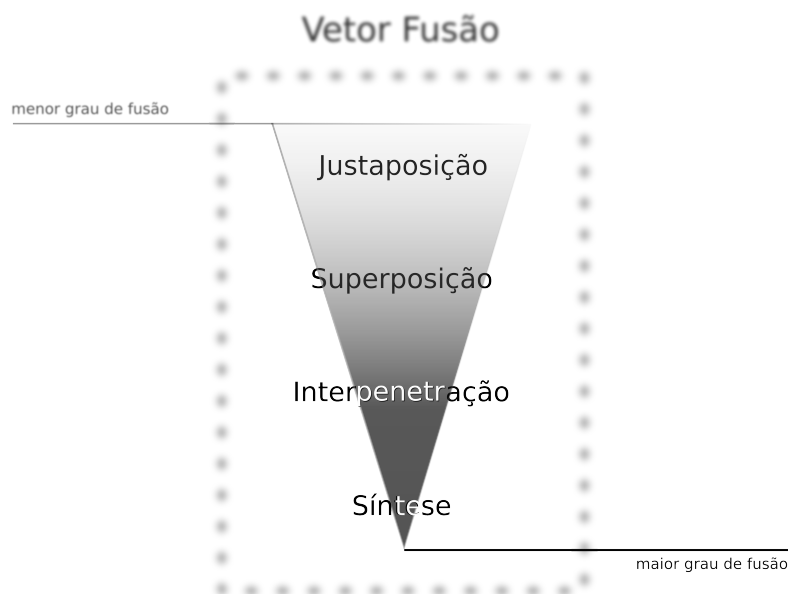 Vetor Fusão
menor grau de fusão
Justaposição
Superposição
Interpenetração
Síntese
maior grau de fusão